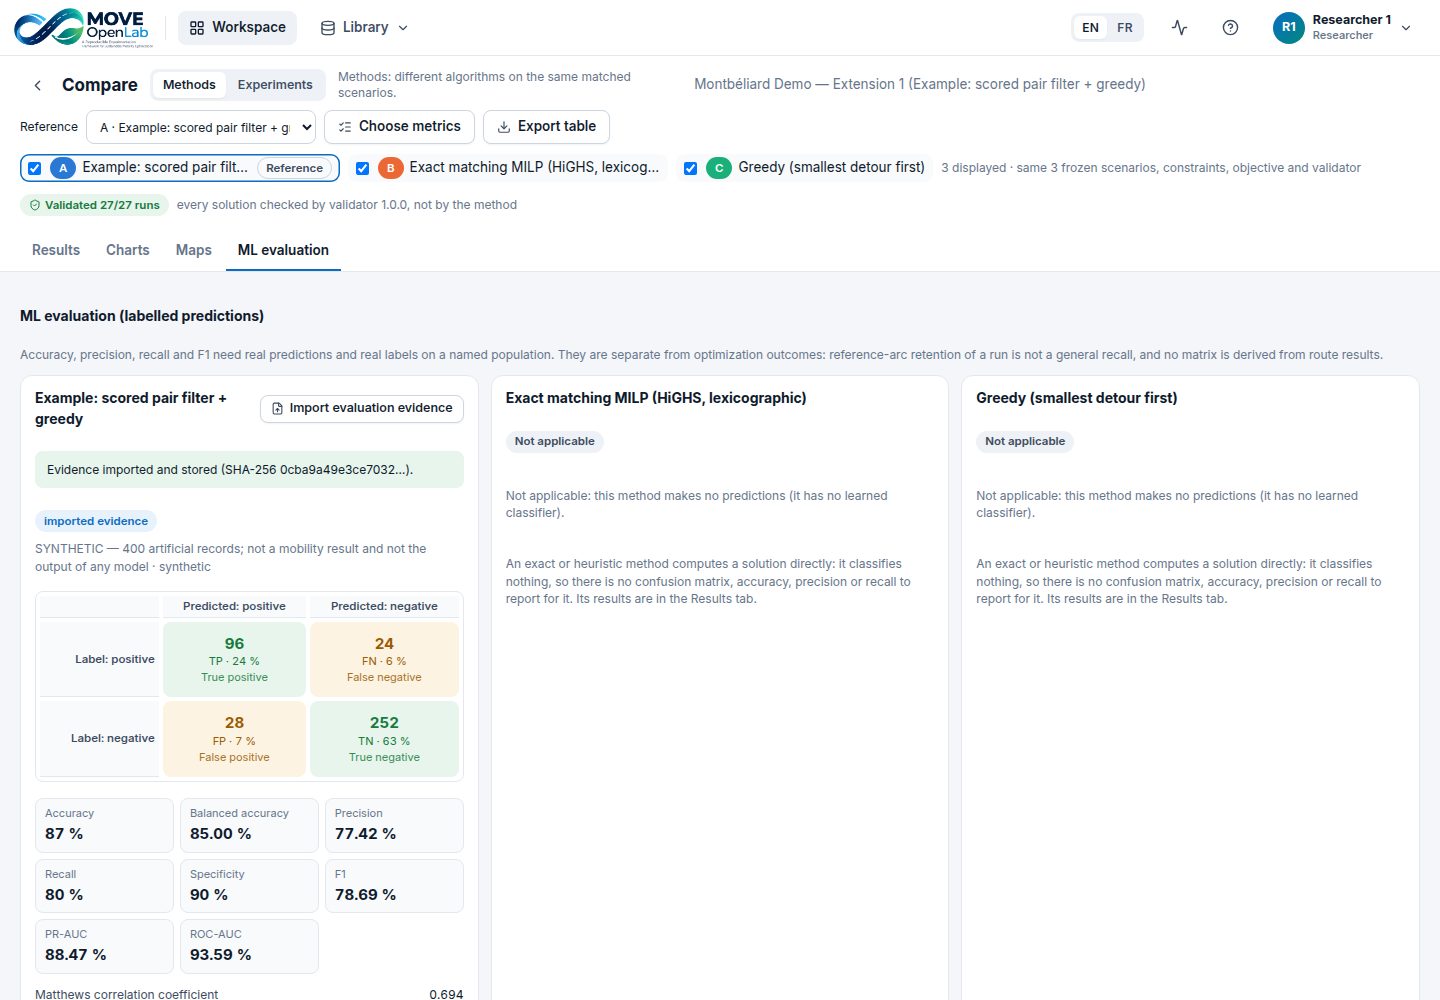 MOVE
OpenLab
Workspace
Library
EN FR
R1
Researcher 1
Researcher
Compare
Methods Experiments
Methods: different algorithms on the same matched
scenarios.
Montbéliard Demo — Extension 1 (Example: scored pair filter + greedy)
Reference
A · Example: scored pair filter + gr
Choose metrics
Export table
A Example: scored pair filt... Reference
B Exact matching MILP (HiGHS, lexicog...
C Greedy (smallest detour first)
3 displayed · same 3 frozen scenarios, constraints, objective and validator
Validated 27/27 runs
every solution checked by validator 1.0.0, not by the method
Results Charts Maps ML evaluation
ML evaluation (labelled predictions)
Accuracy, precision, recall and F1 need real predictions and real labels on a named population. They are separate from optimization outcomes: reference-arc retention of a run is not a general recall, and no matrix is derived from route results.
Example: scored pair filter +
greedy
Import evaluation evidence
Evidence imported and stored (SHA-256 0cba9a49e3ce7032...).
imported evidence
SYNTHETIC — 400 artificial records; not a mobility result and not the
output of any model · synthetic
Predicted: positive Predicted: negative
Label: positive
96
TP · 24 %
True positive
24
FN · 6 %
False negative
Label: negative
28
FP · 7 %
False positive
252
TN · 63 %
True negative
Accuracy
87 %
Balanced accuracy
85.00 %
Precision
77.42 %
Recall
80 %
Specificity
90 %
F1
78.69 %
PR-AUC
88.47 %
ROC-AUC
93.59 %
Matthews correlation coefficient 0.694
Exact matching MILP (HiGHS, lexicographic)
Not applicable
Not applicable: this method makes no predictions (it has no learned
classifier).
An exact or heuristic method computes a solution directly: it classifies
nothing, so there is no confusion matrix, accuracy, precision or recall to
report for it. Its results are in the Results tab.
Greedy (smallest detour first)
Not applicable
Not applicable: this method makes no predictions (it has no learned
classifier).
An exact or heuristic method computes a solution directly: it classifies
nothing, so there is no confusion matrix, accuracy, precision or recall to
report for it. Its results are in the Results tab.